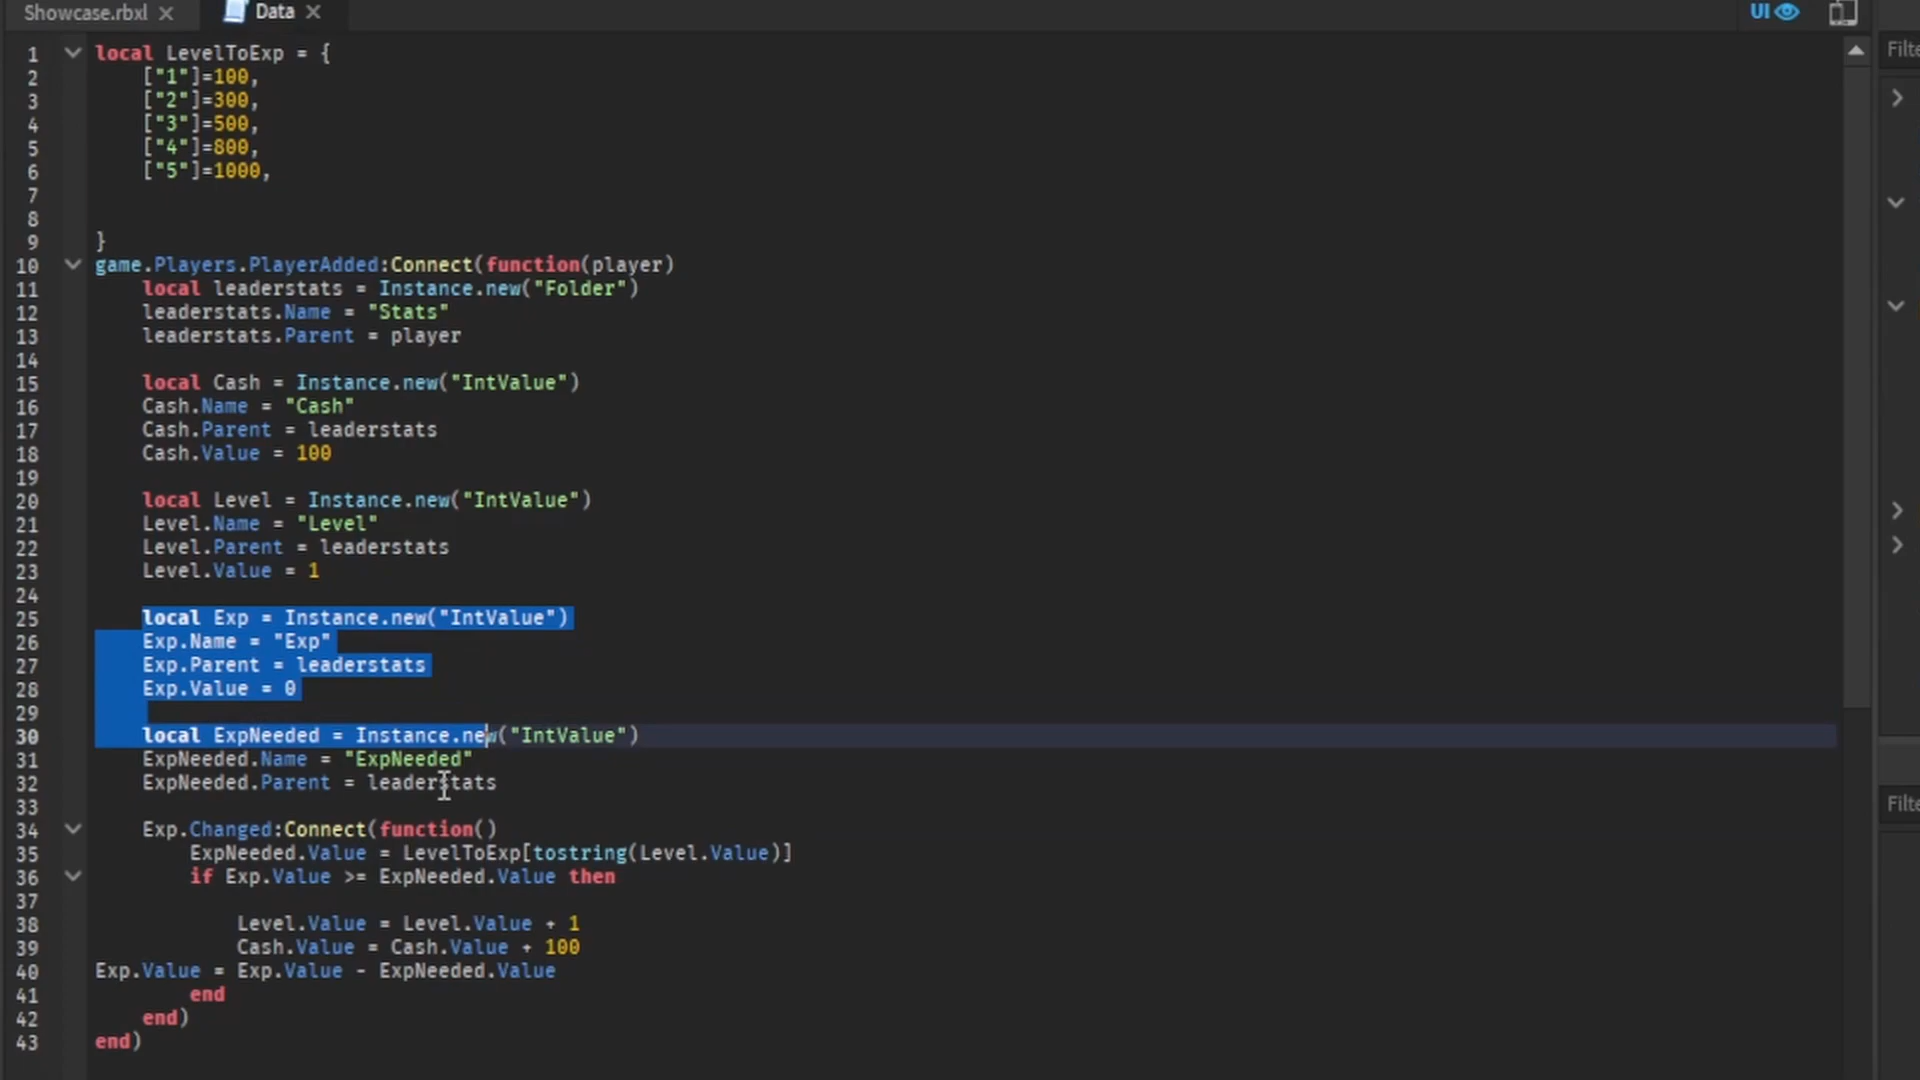 Showcase.rbxl
Data
UI
Filte
1 local LevelToExp = {
2     ["1"]=100,
3     ["2"]=300,
4     ["3"]=500,
5     ["4"]=800,
6     ["5"]=1000,
7
8
9 }
10 game.Players.PlayerAdded:Connect(function(player)
11     local leaderstats = Instance.new("Folder")
12     leaderstats.Name = "Stats"
13     leaderstats.Parent = player
14
15     local Cash = Instance.new("IntValue")
16     Cash.Name = "Cash"
17     Cash.Parent = leaderstats
18     Cash.Value = 100
19
20     local Level = Instance.new("IntValue")
21     Level.Name = "Level"
22     Level.Parent = leaderstats
23     Level.Value = 1
24
25     local Exp = Instance.new("IntValue")
26     Exp.Name = "Exp"
27     Exp.Parent = leaderstats
28     Exp.Value = 0
29
30     local ExpNeeded = Instance.new("IntValue")
31     ExpNeeded.Name = "ExpNeeded"
32     ExpNeeded.Parent = leaderstats
33
Filte
34     Exp.Changed:Connect(function()
35         ExpNeeded.Value = LevelToExp[tostring(Level.Value)]
36         if Exp.Value >= ExpNeeded.Value then
37
38             Level.Value = Level.Value + 1
39             Cash.Value = Cash.Value + 100
40 Exp.Value = Exp.Value - ExpNeeded.Value
41         end
42     end)
43 end)